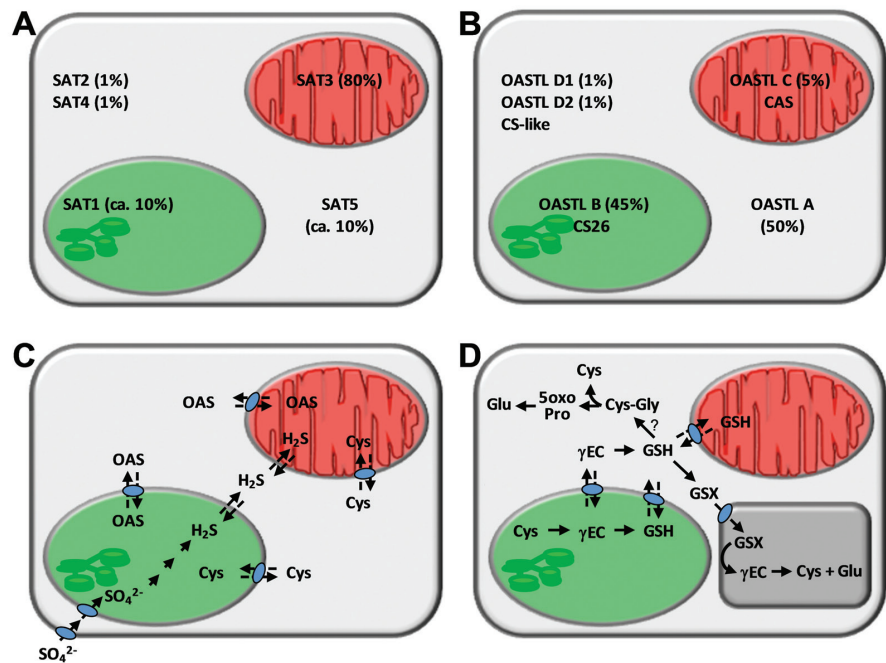 A
SAT2 (1%)
SAT4 (1%)
SAT3 (80%)
SAT1 (ca. 10%)
SAT5
(ca. 10%)
B
OASTL D1 (1%)
OASTL D2 (1%)
CS-like
OASTL C (5%)
CAS
OASTL B (45%)
CS26
OASTL A
(50%)
C
OAS
OAS
H₂S
Cys
Cys
H₂S
OAS
OAS
H₂S
Cys
Cys
SO₄²⁻
SO₄²⁻
D
Cys
Glu
5oxo
Pro
Cys-Gly
?
GSH
γEC
GSH
GSX
Cys
γEC
GSH
GSX
γEC
Cys + Glu